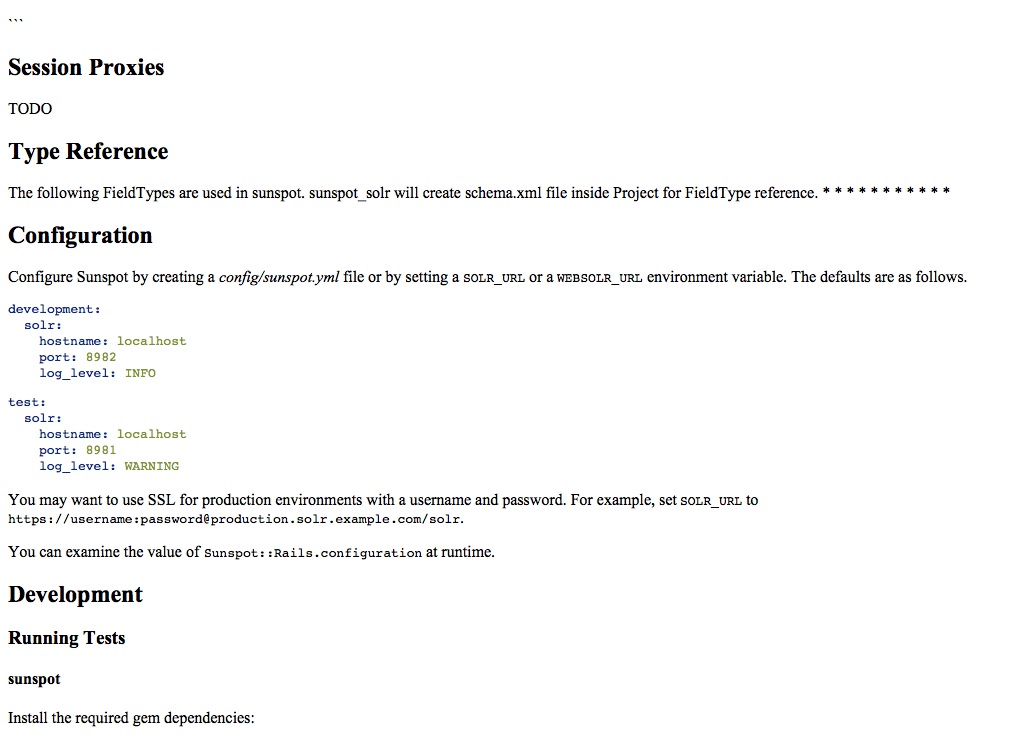 ```
Session Proxies
TODO
Type Reference
The following FieldTypes are used in sunspot. sunspot_solr will create schema.xml file inside Project for FieldType reference. * * * * * * * * * * *
Configuration
Configure Sunspot by creating a config/sunspot.yml file or by setting a SOLR_URL or a WEBSOLR_URL environment variable. The defaults are as follows.
development:
  solr:
    hostname: localhost
    port: 8982
    log_level: INFO
test:
  solr:
    hostname: localhost
    port: 8981
    log_level: WARNING
You may want to use SSL for production environments with a username and password. For example, set SOLR_URL to
https://username:password@production.solr.example.com/solr.
You can examine the value of Sunspot::Rails.configuration at runtime.
Development
Running Tests
sunspot
Install the required gem dependencies: